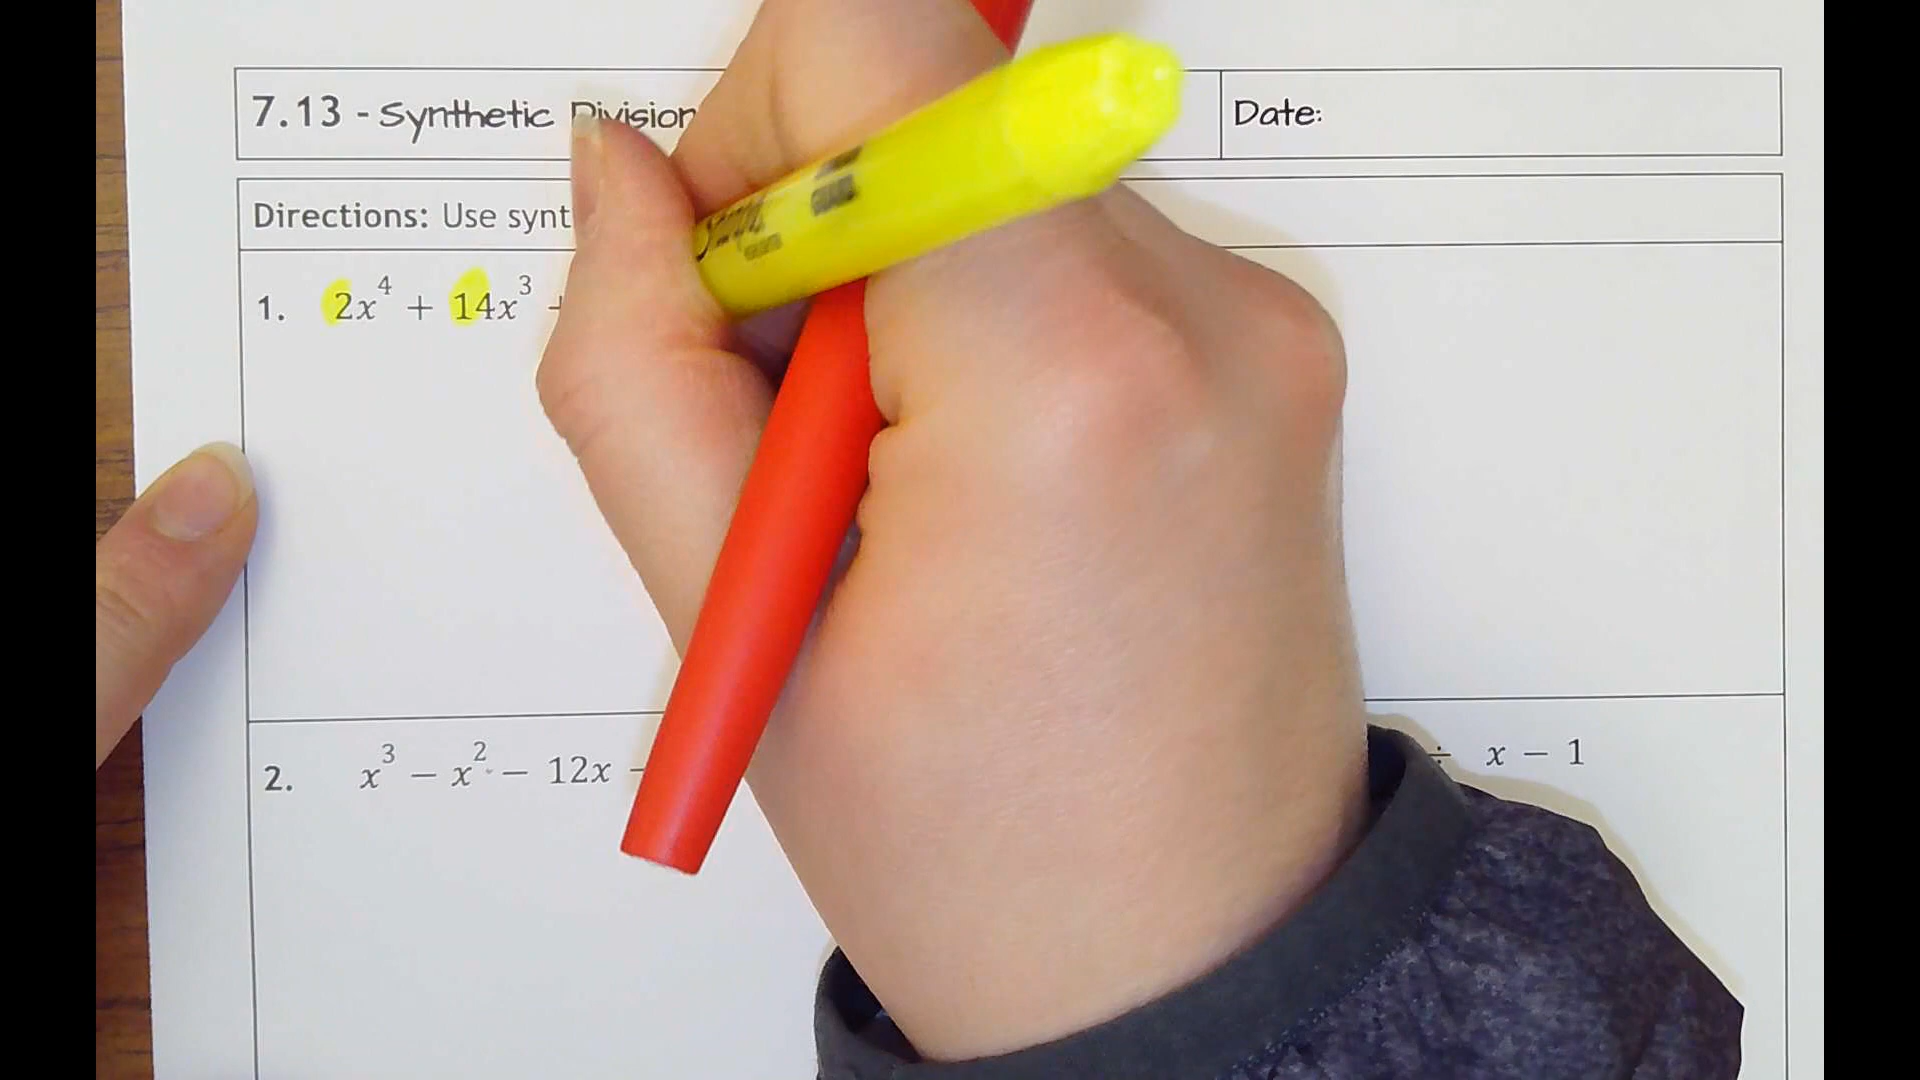 7.13 - Synthetic Division
Date:
Directions: Use synt
1. 2x⁴ + 14x³ +
2. x³ − x² − 12x −
÷ x − 1